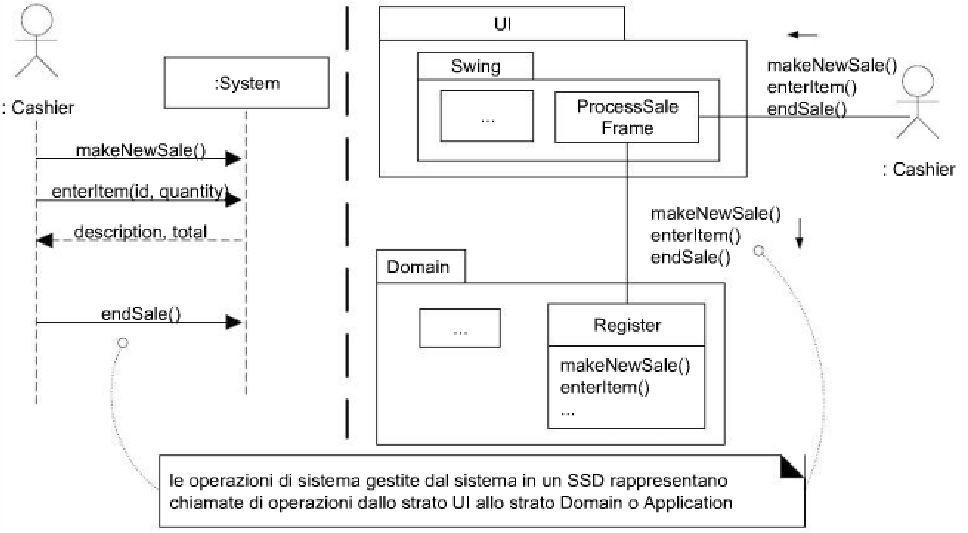 : Cashier
:System
makeNewSale()
enterItem(id, quantity)
description, total
endSale()
UI
Swing
...
ProcessSale
Frame
makeNewSale()
enterItem()
endSale()
: Cashier
makeNewSale()
enterItem()
endSale()
Domain
...
Register
makeNewSale()
enterItem()
...
le operazioni di sistema gestite dal sistema in un SSD rappresentano
chiamate di operazioni dallo strato UI allo strato Domain o Application